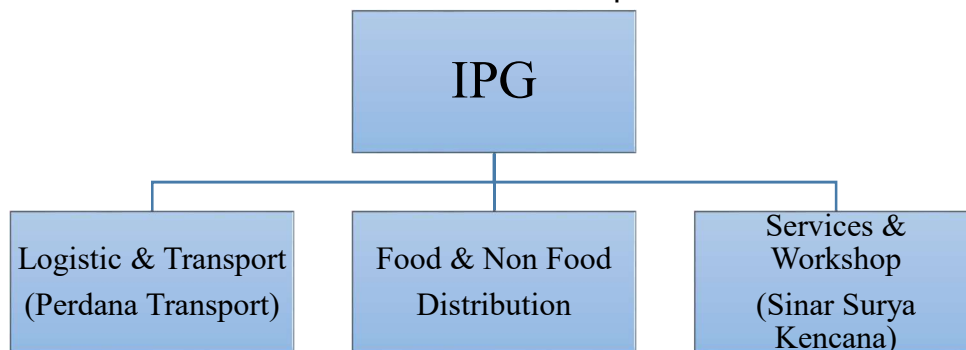 IPG
Logistic & Transport
(Perdana Transport)
Food & Non Food
Distribution
Services &
Workshop
(Sinar Surya
Kencana)